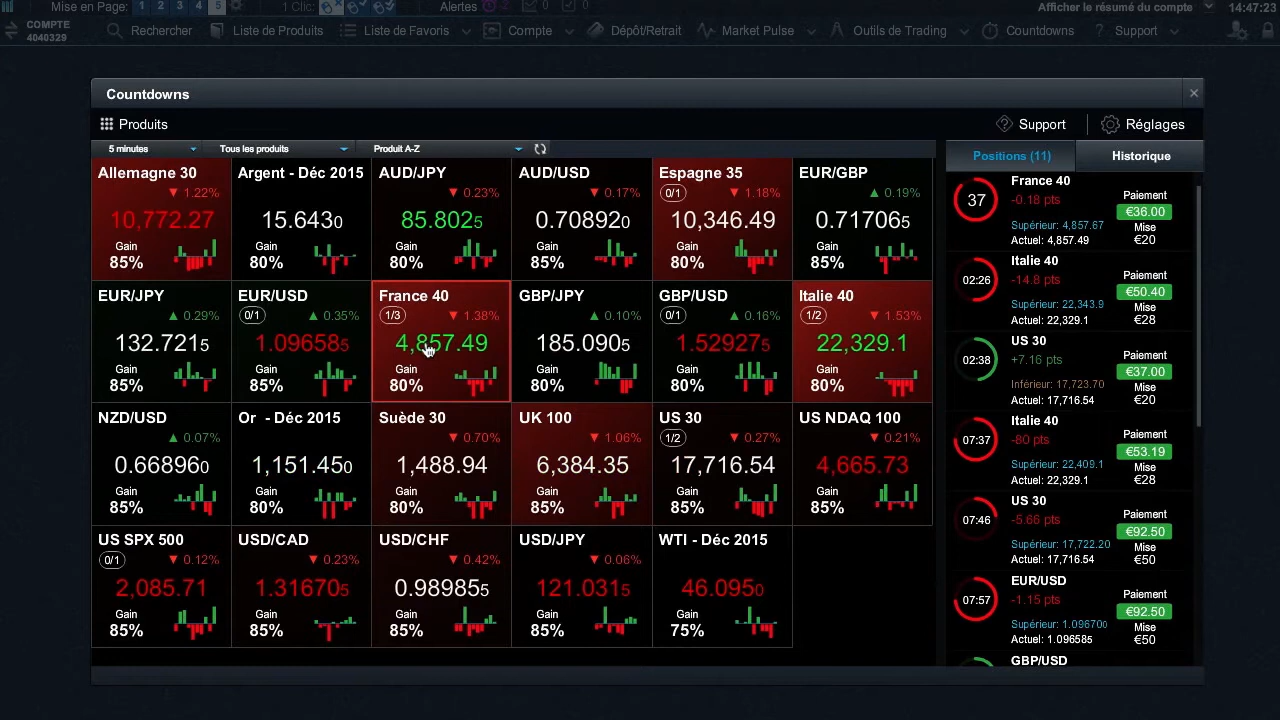 Mise en Page: 1 2 3 4 5 1 Clic: Alertes 2 0 0 Afficher le résumé du compte 14:47:23
COMPTE
4040329
Rechercher Liste de Produits Liste de Favoris Compte Dépôt/Retrait Market Pulse Outils de Trading Countdowns ? Support
Countdowns
Produits
? Support Réglages
5 minutes Tous les produits Produit A-Z
Positions (11) Historique
Allemagne 30 Argent - Déc 2015 AUD/JPY AUD/USD Espagne 35 EUR/GBP
▼ 1.22% ▼ 0.23% ▼ 0.17% 0/1 ▼ 1.18% ▲ 0.19%
10,772.27 15.6430 85.8025 0.708920 10,346.49 0.717065
Gain Gain Gain Gain Gain Gain
85% 80% 80% 80% 80% 85%
EUR/JPY EUR/USD France 40 GBP/JPY GBP/USD Italie 40
▲ 0.29% 0/1 ▲ 0.35% 1/3 ▼ 1.38% ▲ 0.10% 0/1 ▲ 0.16% 1/2 ▼ 1.53%
132.7215 1.096585 4,857.49 185.0905 1.529275 22,329.1
Gain Gain Gain Gain Gain Gain
85% 85% 80% 80% 80% 80%
NZD/USD Or - Déc 2015 Suède 30 UK 100 US 30 US NDAQ 100
▲ 0.07% ▼ 0.70% ▼ 1.06% 1/2 ▼ 0.27% ▼ 0.21%
0.668960 1,151.450 1,488.94 6,384.35 17,716.54 4,665.73
Gain Gain Gain Gain Gain Gain
85% 80% 80% 85% 85% 85%
US SPX 500 USD/CAD USD/CHF USD/JPY WTI - Déc 2015
0/1 ▼ 0.12% ▼ 0.23% ▼ 0.42% ▼ 0.06%
2,085.71 1.316705 0.989855 121.0315 46.0950
Gain Gain Gain Gain Gain
85% 85% 85% 85% 75%
France 40
37 -0.18 pts Paiement
€36.00
Supérieur: 4,857.67 Mise
Actuel: 4,857.49 €20
Italie 40
02:26 -14.8 pts Paiement
€50.40
Supérieur: 22,343.9 Mise
Actuel: 22,329.1 €28
US 30
02:38 +7.16 pts Paiement
€37.00
Inférieur: 17,723.70 Mise
Actuel: 17,716.54 €20
Italie 40
07:37 -80 pts Paiement
€53.19
Supérieur: 22,409.1 Mise
Actuel: 22,329.1 €28
US 30
07:46 -5.66 pts Paiement
€92.50
Supérieur: 17,722.20 Mise
Actuel: 17,716.54 €50
EUR/USD
07:57 -1.15 pts Paiement
€92.50
Supérieur: 1.096700 Mise
Actuel: 1.096585 €50
GBP/USD